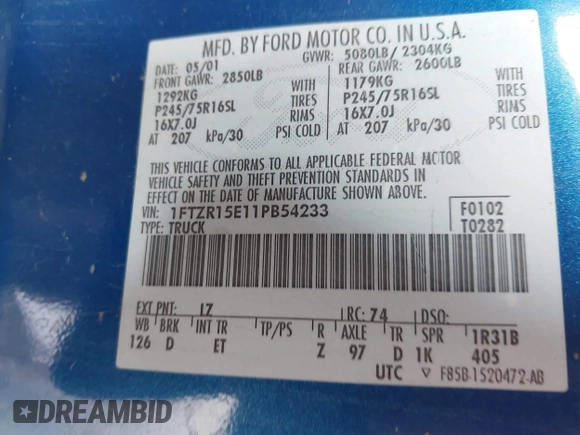 MFD. BY FORD MOTOR CO. IN U.S.A.
DATE: 05/01 GVWR: 5080LB/ 2304KG
FRONT GAWR: 2850LB REAR GAWR: 2600LB
1292KG WITH 1179KG WITH
P245/75R16SL TIRES P245/75R16SL TIRES
16X7.0J RIMS 16X7.0J RIMS
AT 207 kPa/30 PSI COLD AT 207 kPa/30 PSI COLD
THIS VEHICLE CONFORMS TO ALL APPLICABLE FEDERAL MOTOR
VEHICLE SAFETY AND THEFT PREVENTION STANDARDS IN
EFFECT ON THE DATE OF MANUFACTURE SHOWN ABOVE.
VIN: 1FTZR15E11PB54233 F0102
TYPE: TRUCK T0282
EXT PNT: L7 RC: 74 DSO:
WB BRK INT TR TP/PS R AXLE TR SPR 1R31B
126 D ET Z 97 D 1K 405
UTC ▽ F85B-1520472-AB
DREAMBID